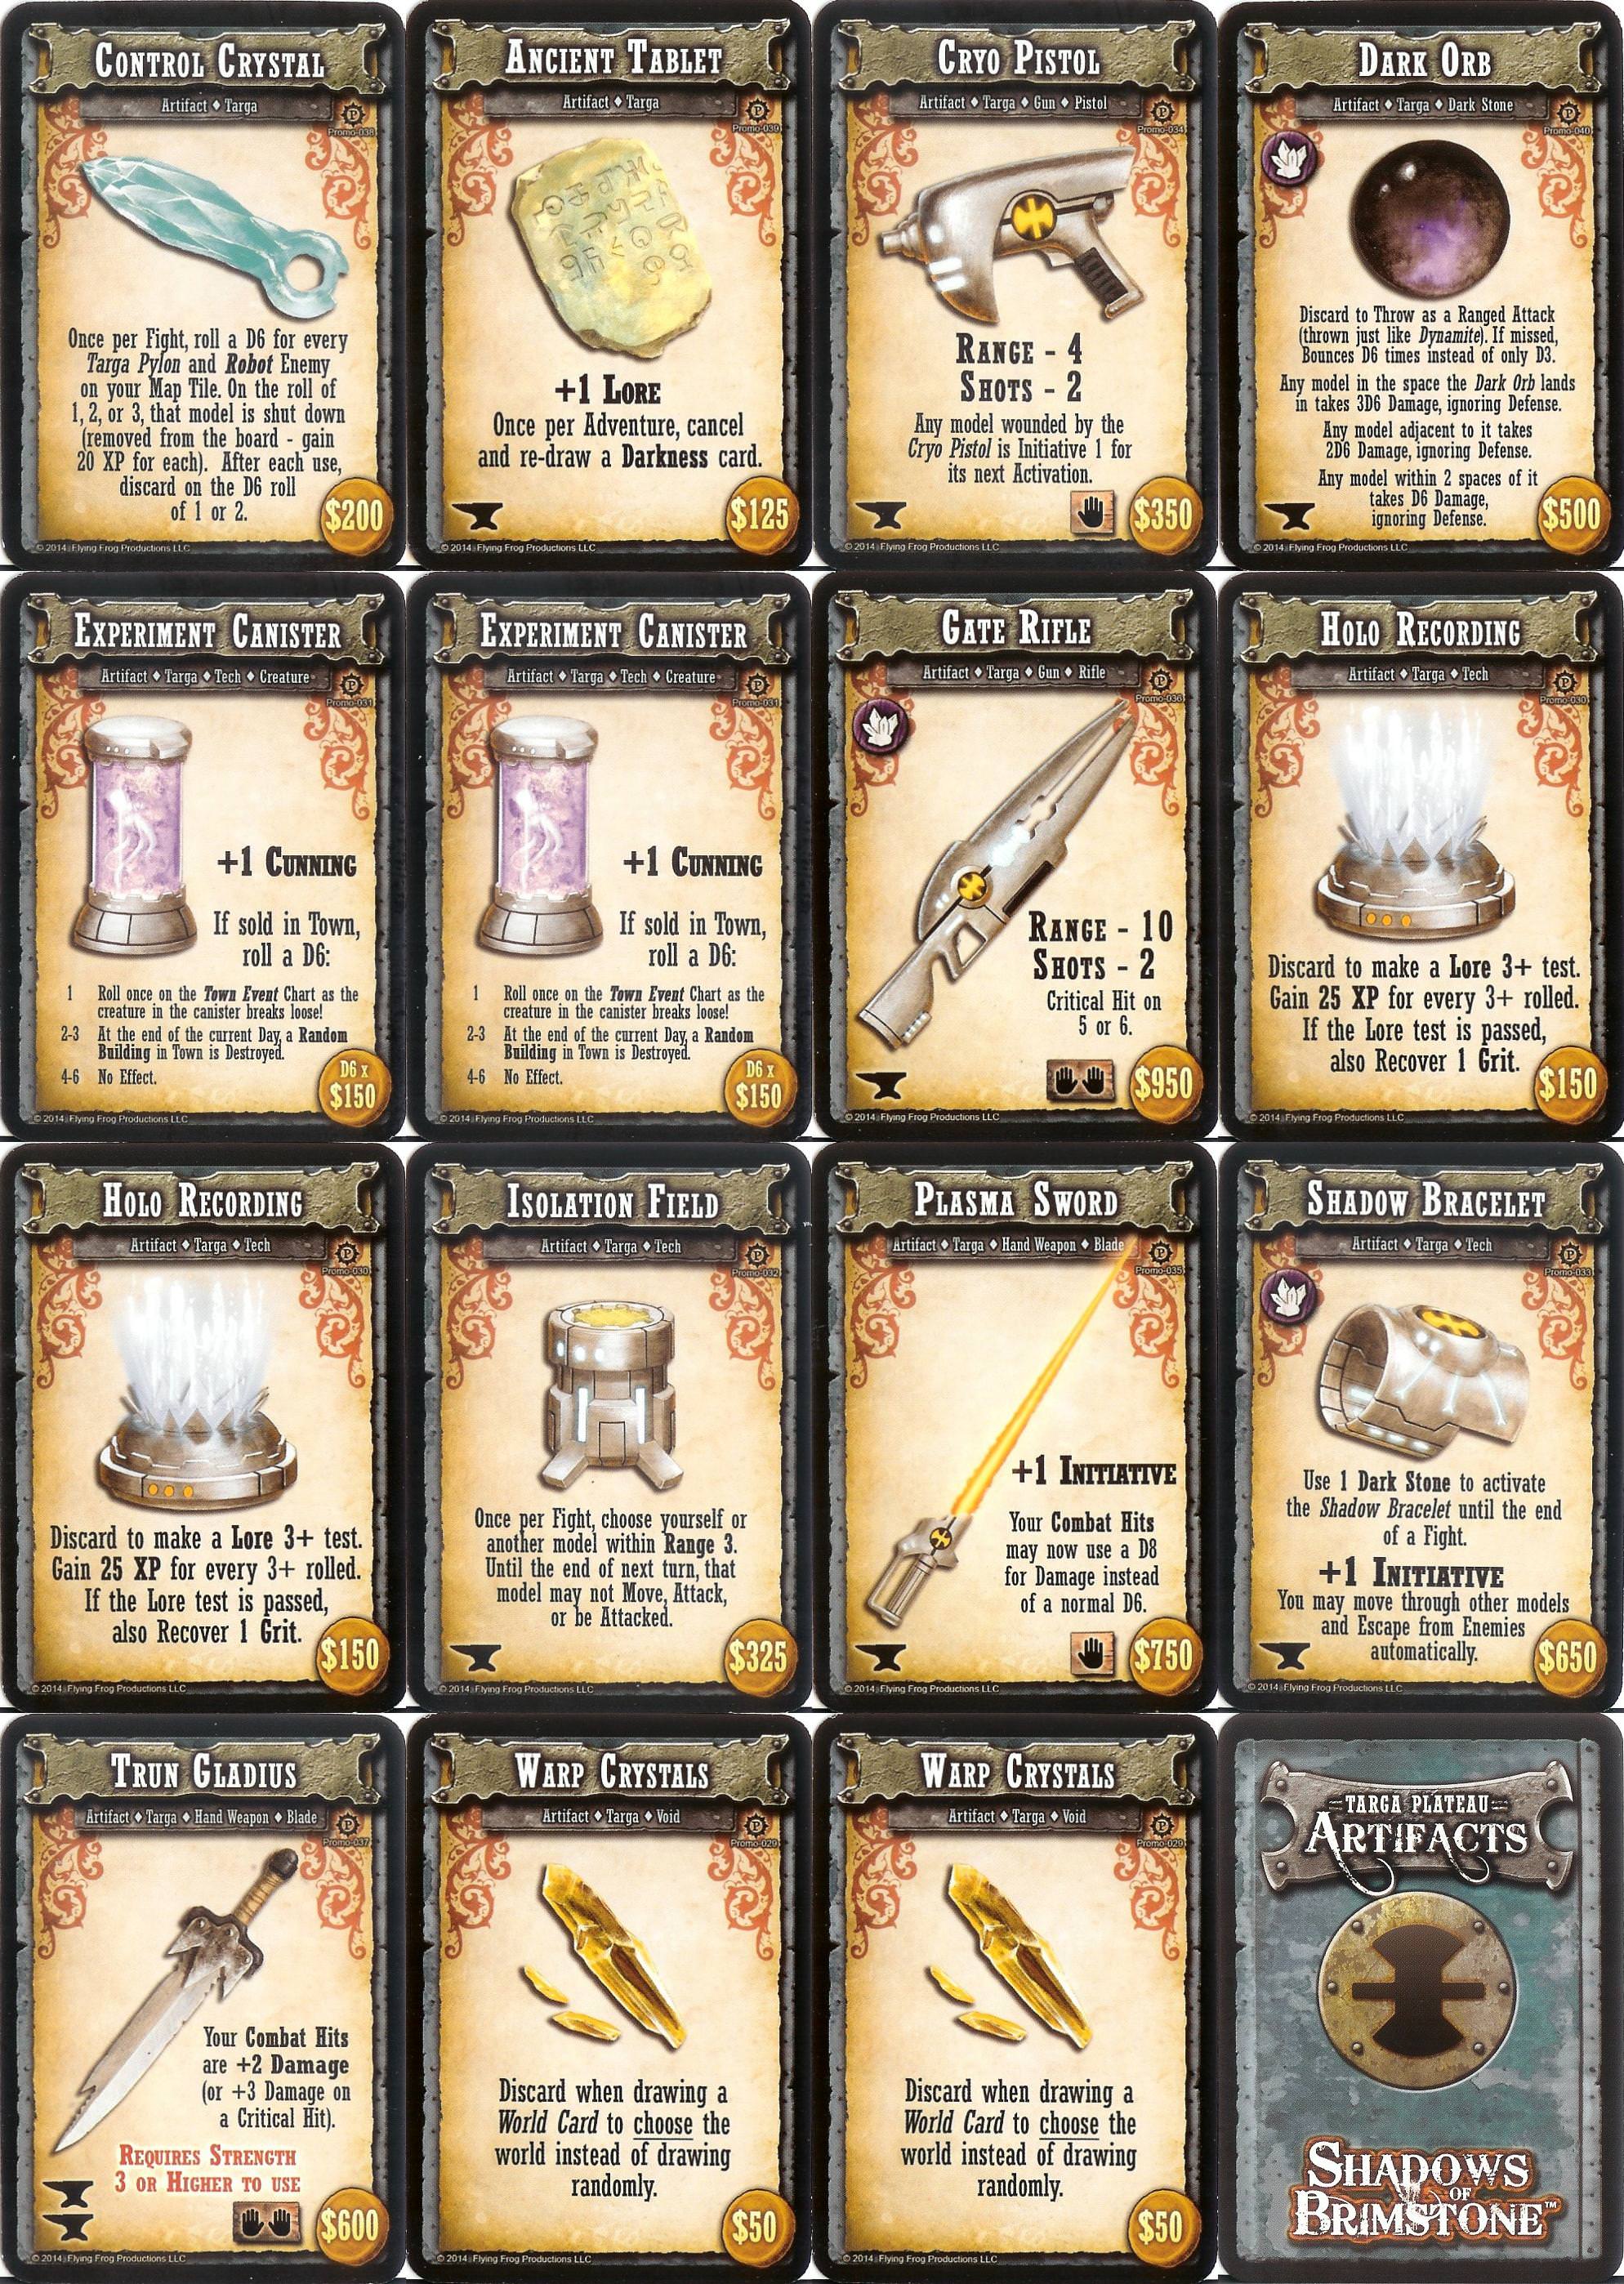 CONTROL CRYSTAL
Artifact ♦ Targa
Promo-038
Once per Fight, roll a D6 for every
Targa Pylon and Robot Enemy
on your Map Tile. On the roll of
1, 2, or 3, that model is shut down
(removed from the board - gain
20 XP for each). After each use,
discard on the D6 roll
of 1 or 2.
$200
© 2014 Flying Frog Productions LLC
ANCIENT TABLET
Artifact ♦ Targa
Promo-039
+1 LORE
Once per Adventure, cancel
and re-draw a Darkness card.
$125
© 2014 Flying Frog Productions LLC
CRYO PISTOL
Artifact ♦ Targa ♦ Gun ♦ Pistol
Promo-034
RANGE - 4
SHOTS - 2
Any model wounded by the
Cryo Pistol is Initiative 1 for
its next Activation.
$350
© 2014 Flying Frog Productions LLC
DARK ORB
Artifact ♦ Targa ♦ Dark Stone
Promo-040
Discard to Throw as a Ranged Attack
(thrown just like Dynamite). If missed,
Bounces D6 times instead of only D3.
Any model in the space the Dark Orb lands
in takes 3D6 Damage, ignoring Defense.
Any model adjacent to it takes
2D6 Damage, ignoring Defense.
Any model within 2 spaces of it
takes D6 Damage,
ignoring Defense.
$500
© 2014 Flying Frog Productions LLC
EXPERIMENT CANISTER
Artifact ♦ Targa ♦ Tech ♦ Creature
Promo-031
+1 CUNNING
If sold in Town,
roll a D6:
1 Roll once on the Town Event Chart as the
creature in the canister breaks loose!
2-3 At the end of the current Day, a Random
Building in Town is Destroyed.
4-6 No Effect.
D6 x
$150
© 2014 Flying Frog Productions LLC
EXPERIMENT CANISTER
Artifact ♦ Targa ♦ Tech ♦ Creature
Promo-031
+1 CUNNING
If sold in Town,
roll a D6:
1 Roll once on the Town Event Chart as the
creature in the canister breaks loose!
2-3 At the end of the current Day, a Random
Building in Town is Destroyed.
4-6 No Effect.
D6 x
$150
© 2014 Flying Frog Productions LLC
GATE RIFLE
Artifact ♦ Targa ♦ Gun ♦ Rifle
Promo-036
RANGE - 10
SHOTS - 2
Critical Hit on
5 or 6.
$950
© 2014 Flying Frog Productions LLC
HOLO RECORDING
Artifact ♦ Targa ♦ Tech
Promo-030
Discard to make a Lore 3+ test.
Gain 25 XP for every 3+ rolled.
If the Lore test is passed,
also Recover 1 Grit.
$150
© 2014 Flying Frog Productions LLC
HOLO RECORDING
Artifact ♦ Targa ♦ Tech
Promo-030
Discard to make a Lore 3+ test.
Gain 25 XP for every 3+ rolled.
If the Lore test is passed,
also Recover 1 Grit.
$150
© 2014 Flying Frog Productions LLC
ISOLATION FIELD
Artifact ♦ Targa ♦ Tech
Promo-032
Once per Fight, choose yourself or
another model within Range 3.
Until the end of next turn, that
model may not Move, Attack,
or be Attacked.
$325
© 2014 Flying Frog Productions LLC
PLASMA SWORD
Artifact ♦ Targa ♦ Hand Weapon ♦ Blade
Promo-035
+1 INITIATIVE
Your Combat Hits
may now use a D8
for Damage instead
of a normal D6.
$750
© 2014 Flying Frog Productions LLC
SHADOW BRACELET
Artifact ♦ Targa ♦ Tech
Promo-033
Use 1 Dark Stone to activate
the Shadow Bracelet until the end
of a Fight.
+1 INITIATIVE
You may move through other models
and Escape from Enemies
automatically.
$650
© 2014 Flying Frog Productions LLC
TRUN GLADIUS
Artifact ♦ Targa ♦ Hand Weapon ♦ Blade
Promo-037
Your Combat Hits
are +2 Damage
(or +3 Damage on
a Critical Hit).
REQUIRES STRENGTH
3 OR HIGHER TO USE
$600
© 2014 Flying Frog Productions LLC
WARP CRYSTALS
Artifact ♦ Targa ♦ Void
Promo-029
Discard when drawing a
World Card to choose the
world instead of drawing
randomly.
$50
© 2014 Flying Frog Productions LLC
WARP CRYSTALS
Artifact ♦ Targa ♦ Void
Promo-029
Discard when drawing a
World Card to choose the
world instead of drawing
randomly.
$50
© 2014 Flying Frog Productions LLC
TARGA PLATEAU
ARTIFACTS
SHADOWS
OF
BRIMSTONE™